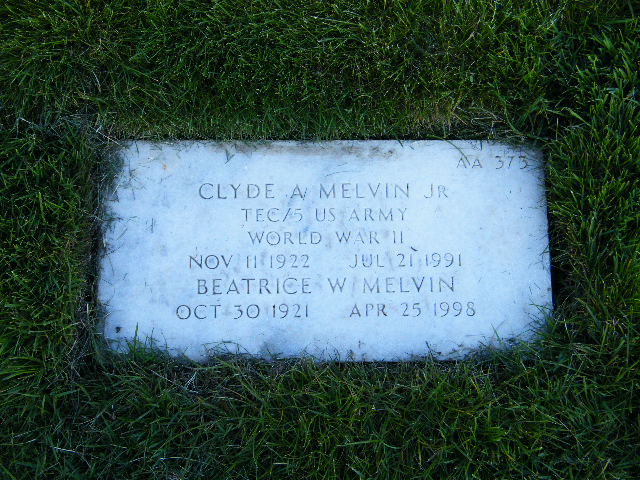 AA 373
CLYDE A MELVIN JR
TEC/5 US ARMY
WORLD WAR II
NOV 11 1922 JUL 21 1991
BEATRICE W MELVIN
OCT 30 1921 APR 25 1998